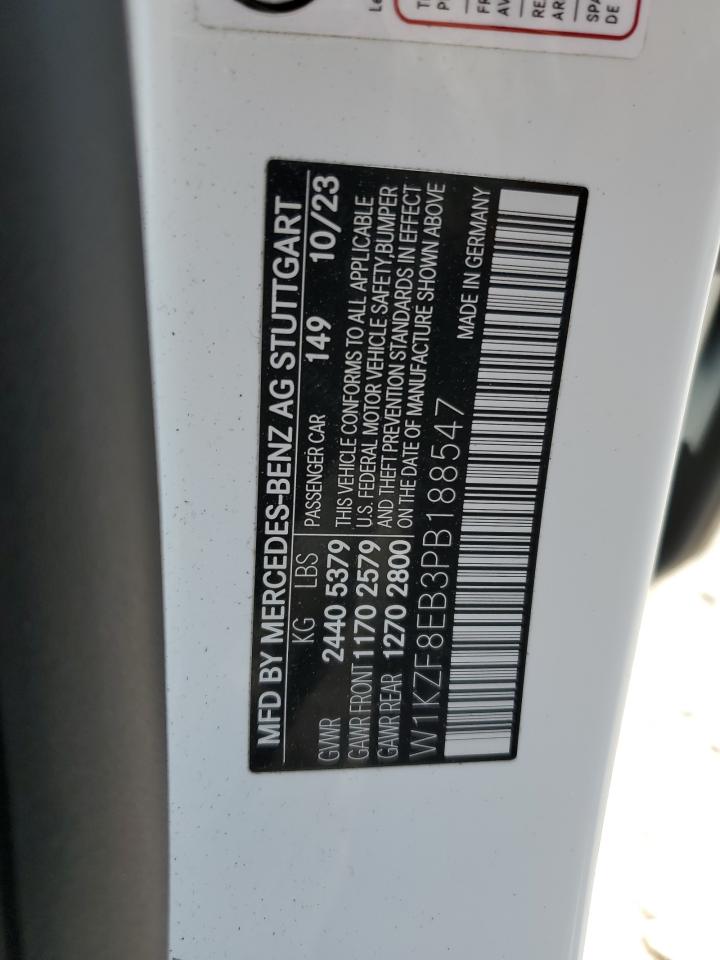 MFD BY MERCEDES-BENZ AG STUTTGART
KG LBS PASSENGER CAR 149 10/23
GVWR 2440 5379
GAWR FRONT 1170 2579
GAWR REAR 1270 2800
THIS VEHICLE CONFORMS TO ALL APPLICABLE
U.S. FEDERAL MOTOR VEHICLE SAFETY,BUMPER
AND THEFT PREVENTION STANDARDS IN EFFECT
ON THE DATE OF MANUFACTURE SHOWN ABOVE
W1KZF8EB3PB188547
MADE IN GERMANY